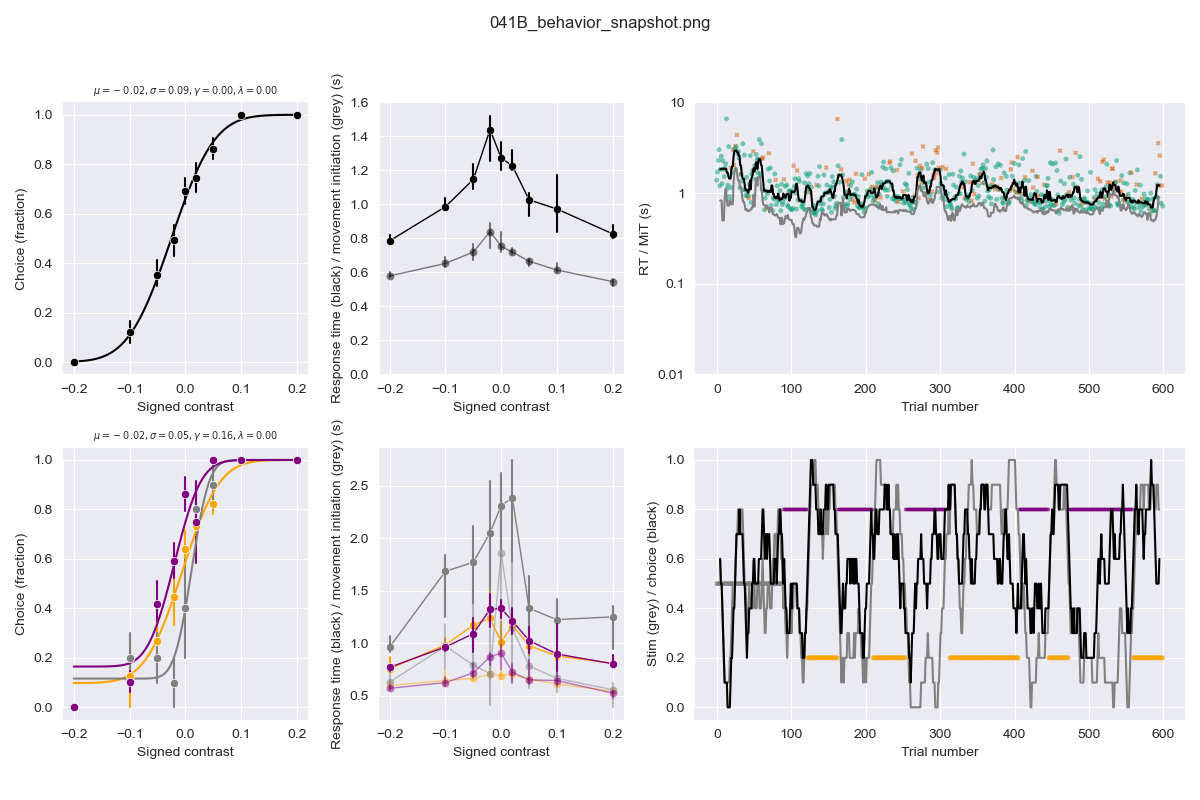 041B_behavior_snapshot.png
μ = − 0.02, σ = 0.09, γ = 0.00, λ = 0.00
Choice (fraction)
1.0
0.8
0.6
0.4
0.2
0.0
−0.2 −0.1 0.0 0.1 0.2
Signed contrast
Response time (black) / movement initiation (grey) (s)
1.6
1.4
1.2
1.0
0.8
0.6
0.4
0.2
0.0
−0.2 −0.1 0.0 0.1 0.2
Signed contrast
RT / MiT (s)
10
1
0.1
0.01
0 100 200 300 400 500 600
Trial number
μ = − 0.02, σ = 0.05, γ = 0.16, λ = 0.00
Choice (fraction)
1.0
0.8
0.6
0.4
0.2
0.0
−0.2 −0.1 0.0 0.1 0.2
Signed contrast
Response time (black) / movement initiation (grey) (s)
2.5
2.0
1.5
1.0
0.5
−0.2 −0.1 0.0 0.1 0.2
Signed contrast
Stim (grey) / choice (black)
1.0
0.8
0.6
0.4
0.2
0.0
0 100 200 300 400 500 600
Trial number